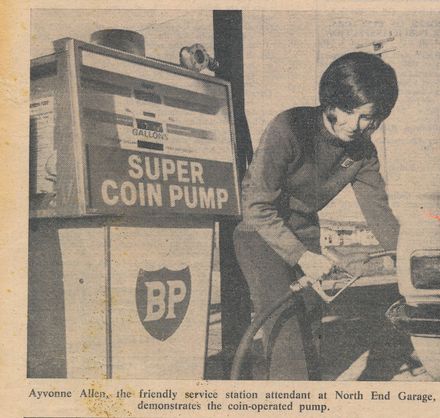 GALLONS
SUPER
COIN PUMP
BP
Ayvonne Allen, the friendly service station attendant at North End Garage,
demonstrates the coin-operated pump.